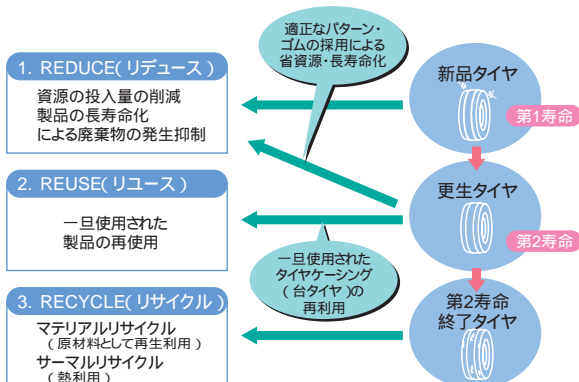 適正なパターン・
ゴムの採用による
省資源・長寿命化
1. REDUCE(リデュース)
資源の投入量の削減
製品の長寿命化
による廃棄物の発生抑制
新品タイヤ
第1寿命
2. REUSE(リユース)
一旦使用された
製品の再使用
更生タイヤ
第2寿命
一旦使用された
タイヤケーシング
(台タイヤ)の
再利用
3. RECYCLE(リサイクル)
マテリアルリサイクル
(原材料として再生利用)
サーマルリサイクル
(熱利用)
第2寿命
終了タイヤ